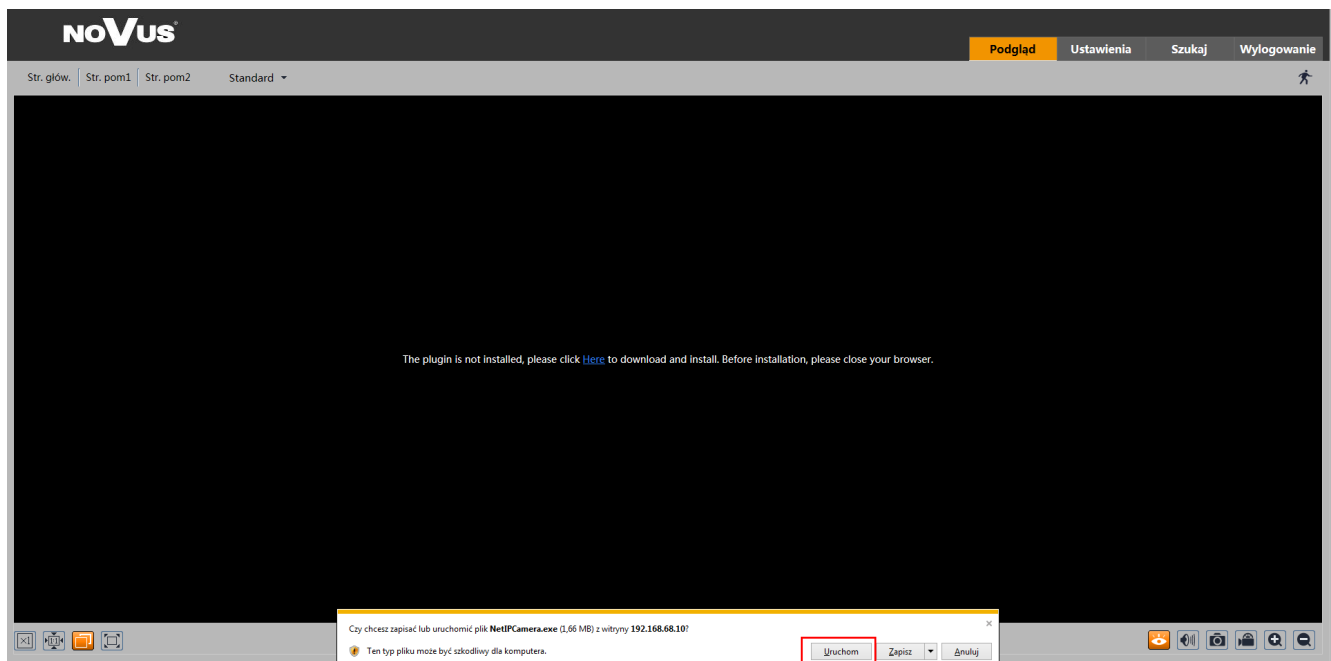 NOVUS®
Podgląd Ustawienia Szukaj Wylogowanie
Str. głów. Str. pom1 Str. pom2 Standard
The plugin is not installed, please click Here to download and install. Before installation, please close your browser.
Czy chcesz zapisać lub uruchomić plik NetIPCamera.exe (1,66 MB) z witryny 192.168.68.10?
Ten typ pliku może być szkodliwy dla komputera.
Uruchom Zapisz Anuluj
×1 1:1